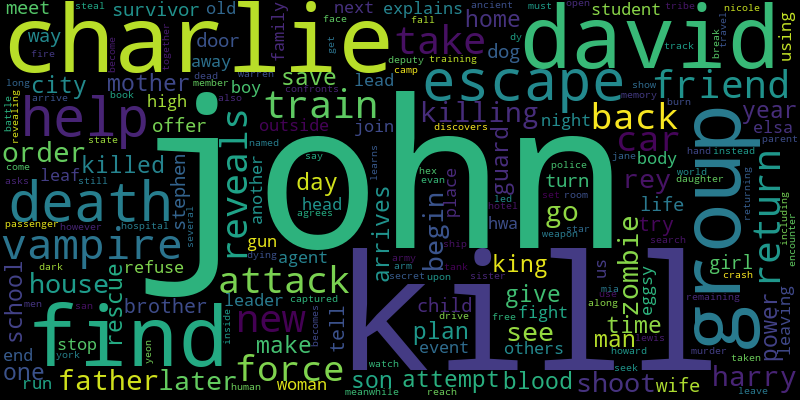 meet steal survivor old family next explains student must open tribe nicole
charlie
david
way fire together door face get home deputy training using
away dead member warren fall camp take dog break track travel
city mother boy save confronts escape friend
long arrive book also lead
help high offer train killing back year
battle revealing order state named join outside discovers night car elsa
come killed say learns guard police jane hand instead parent
asks still leaf stephen reveals another day john hex evan turn body world daughter
death head agrees place go rey life returning
passenger however hospital several gun led hotel set room star try search
vampire agent arrives begin hwa ship weapon group return
dark refuse dying arm king us zombie girl including encounter
school house men san rescue attack army secret upon tank sister mia crash
brother leader captured child give eggsy use power leaving
find new kill see fight time along remaining
stop york yeon make inside becomes tell plan drive free others man howard lewis murder taken
end force event watch seek
one run father later human woman son meanwhile attempt reach blood shoot wife harry leave
become ancient show memory burn dy